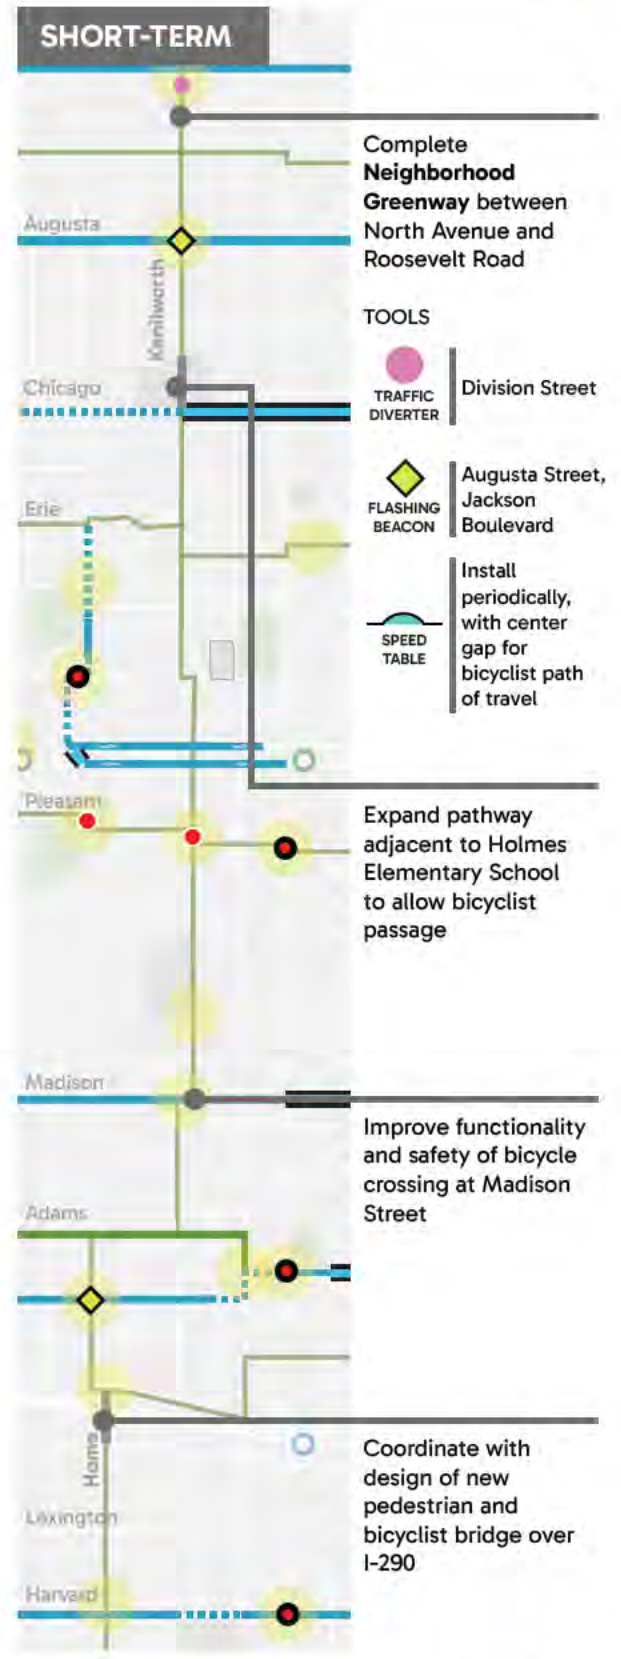 SHORT-TERM
Complete
Neighborhood
Greenway between
North Avenue and
Roosevelt Road
Augusta
Kenilworth
TOOLS
TRAFFIC
DIVERTER
Division Street
Chicago
FLASHING
BEACON
Augusta Street,
Jackson
Boulevard
Erie
SPEED
TABLE
Install
periodically,
with center
gap for
bicyclist path
of travel
Pleasant
Expand pathway
adjacent to Holmes
Elementary School
to allow bicyclist
passage
Madison
Improve functionality
and safety of bicycle
crossing at Madison
Street
Adams
Home
Coordinate with
design of new
pedestrian and
bicyclist bridge over
I-290
Lexington
Harvard